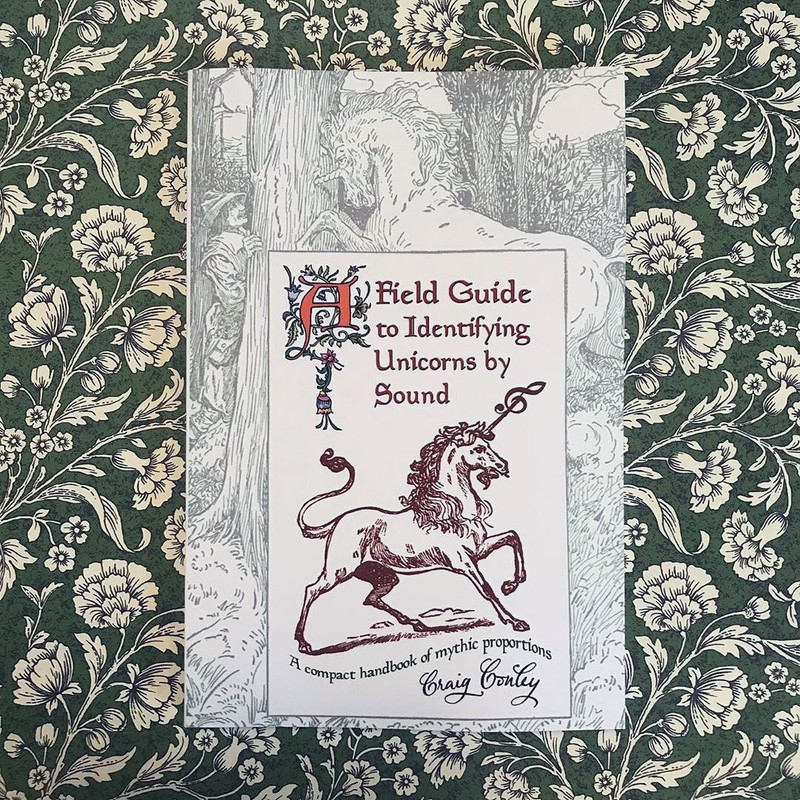 A Field Guide
to Identifying
Unicorns by
Sound
A compact handbook of mythic proportions
Craig Conley